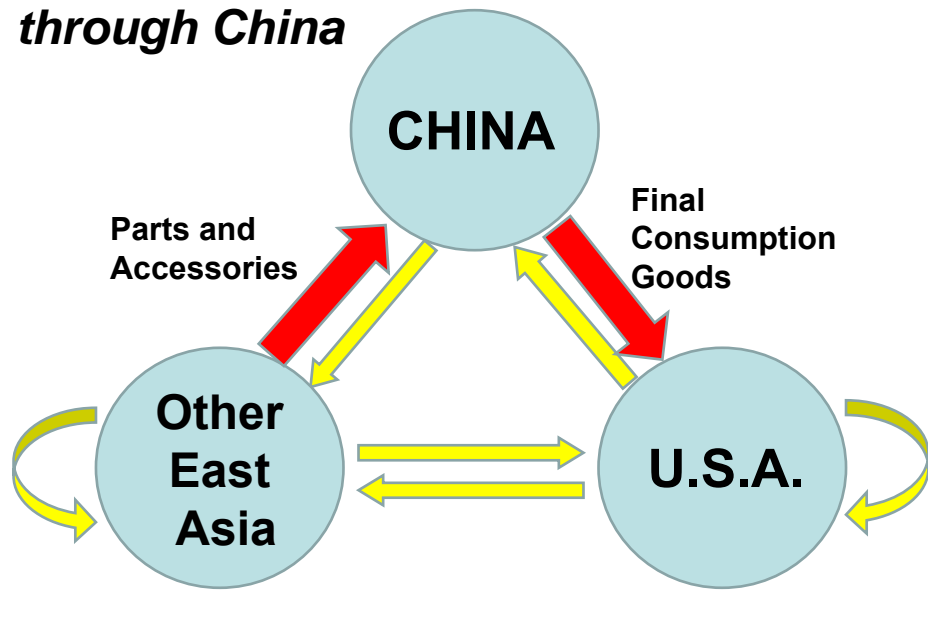 through China
CHINA
Parts and
Accessories
Final
Consumption
Goods
Other
East
Asia
U.S.A.